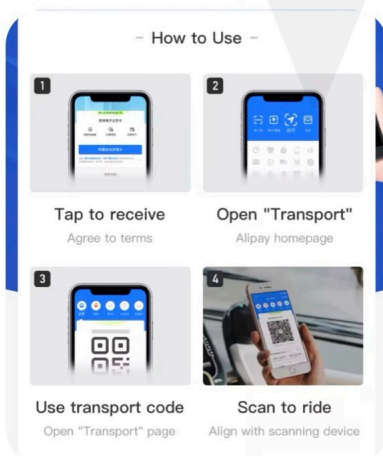 - How to Use -
1
2
Tap to receive
Agree to terms
Open "Transport"
Alipay homepage
3
4
Use transport code
Open "Transport" page
Scan to ride
Align with scanning device